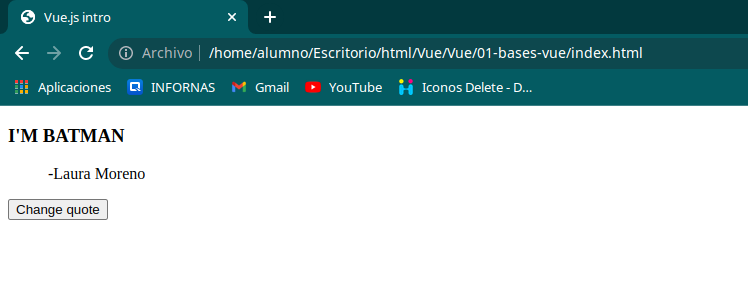 Vue.js intro
Archivo | /home/alumno/Escritorio/html/Vue/Vue/01-bases-vue/index.html
Aplicaciones INFORNAS Gmail YouTube Iconos Delete - D...
I'M BATMAN
-Laura Moreno
Change quote